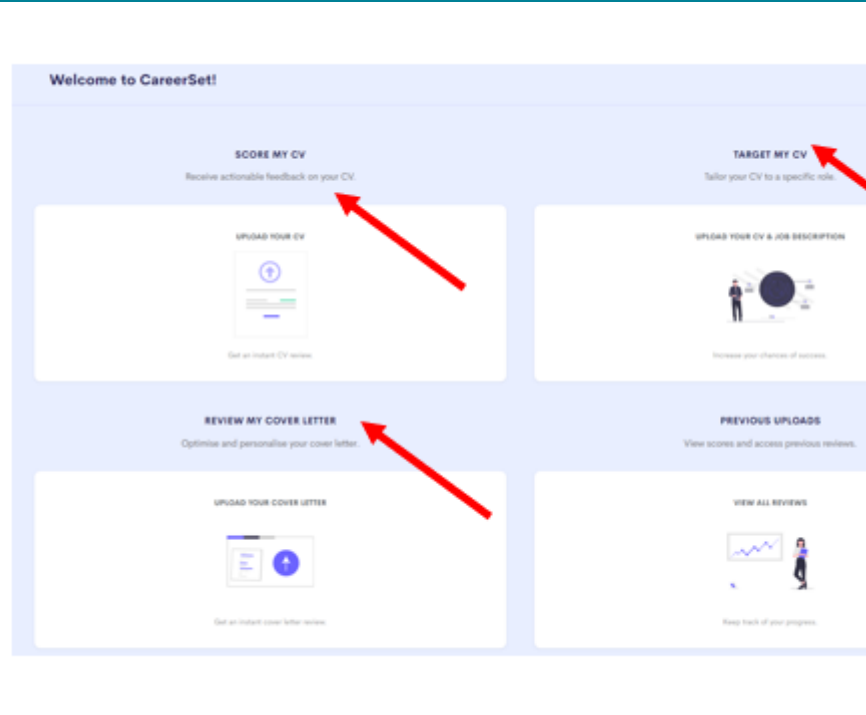 Welcome to CareerSet!
SCORE MY CV
Receive actionable feedback on your CV.
UPLOAD YOUR CV
Get an instant CV review.
TARGET MY CV
Tailor your CV to a specific role.
UPLOAD YOUR CV & JOB DESCRIPTION
Increase your chances of success.
REVIEW MY COVER LETTER
Optimise and personalise your cover letter.
UPLOAD YOUR COVER LETTER
Get an instant cover letter review.
PREVIOUS UPLOADS
View scores and access previous reviews.
VIEW ALL REVIEWS
Keep track of your progress.